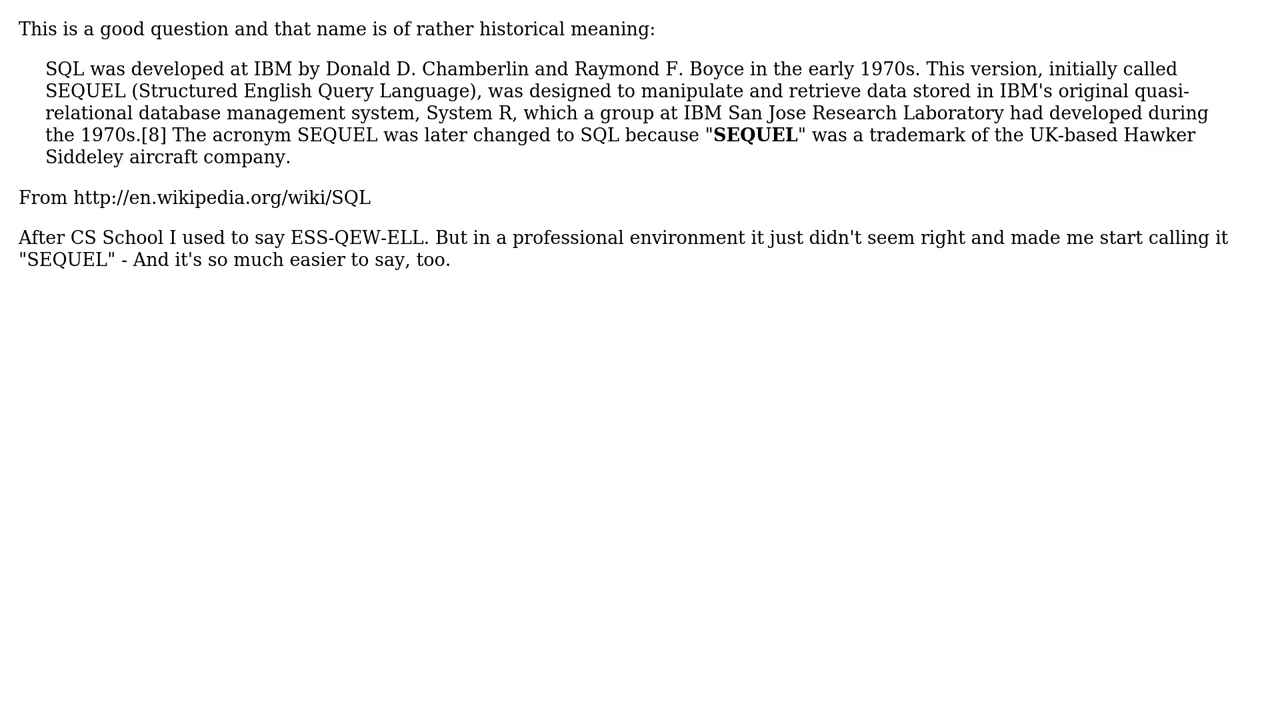 This is a good question and that name is of rather historical meaning:
SQL was developed at IBM by Donald D. Chamberlin and Raymond F. Boyce in the early 1970s. This version, initially called
SEQUEL (Structured English Query Language), was designed to manipulate and retrieve data stored in IBM's original quasi-
relational database management system, System R, which a group at IBM San Jose Research Laboratory had developed during
the 1970s.[8] The acronym SEQUEL was later changed to SQL because "SEQUEL" was a trademark of the UK-based Hawker
Siddeley aircraft company.
From http://en.wikipedia.org/wiki/SQL
After CS School I used to say ESS-QEW-ELL. But in a professional environment it just didn't seem right and made me start calling it
"SEQUEL" - And it's so much easier to say, too.